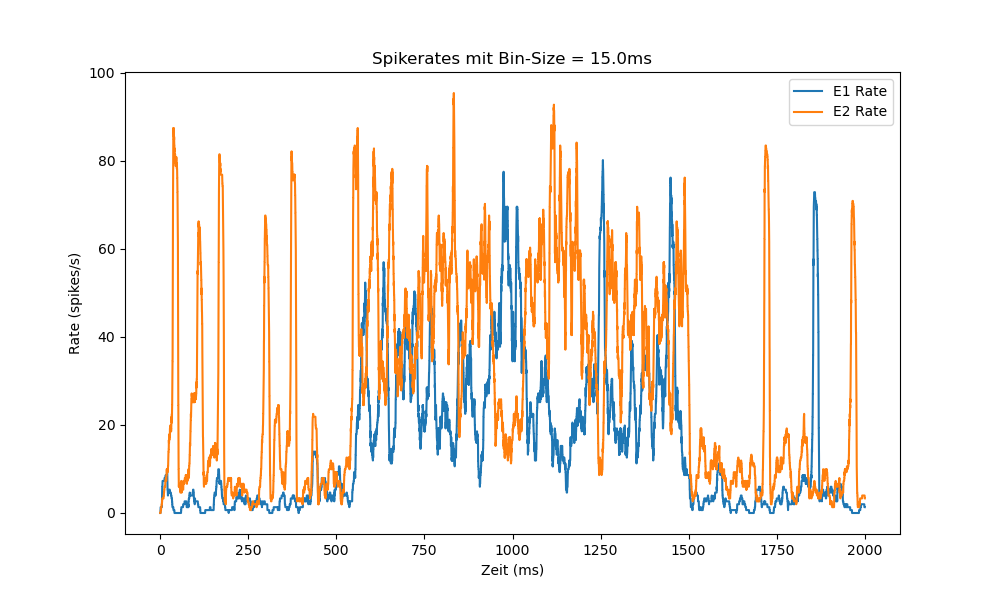 Spikerates mit Bin-Size = 15.0ms
E1 Rate
E2 Rate
100
80
60
40
20
0
Rate (spikes/s)
0 250 500 750 1000 1250 1500 1750 2000
Zeit (ms)